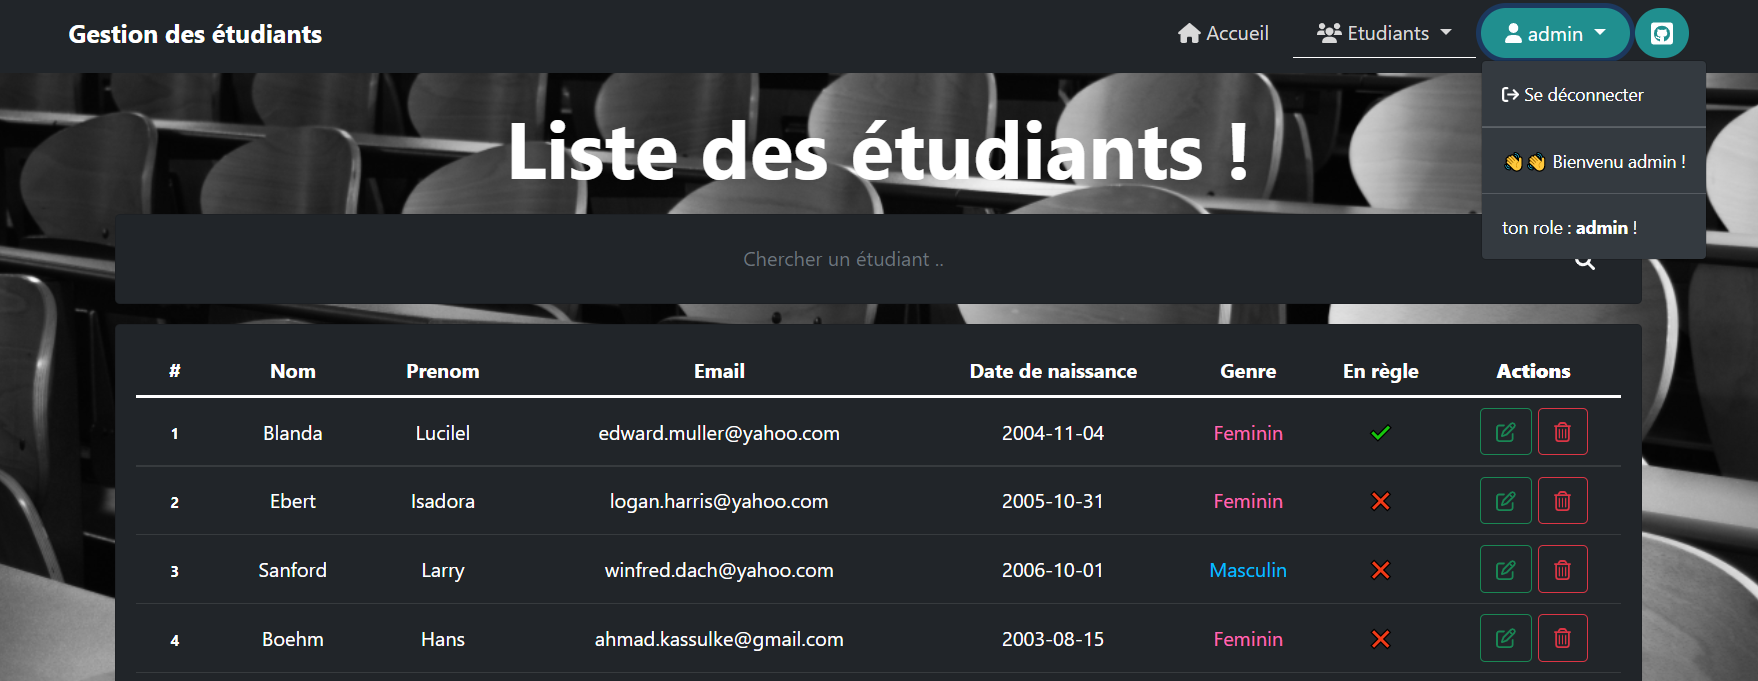 Gestion des étudiants Accueil Etudiants admin
Se déconnecter
👋👋 Bienvenu admin !
ton role : admin !
Liste des étudiants !
Chercher un étudiant ..
# Nom Prenom Email Date de naissance Genre En règle Actions
1 Blanda Lucilel edward.muller@yahoo.com 2004-11-04 Feminin
2 Ebert Isadora logan.harris@yahoo.com 2005-10-31 Feminin
3 Sanford Larry winfred.dach@yahoo.com 2006-10-01 Masculin
4 Boehm Hans ahmad.kassulke@gmail.com 2003-08-15 Feminin